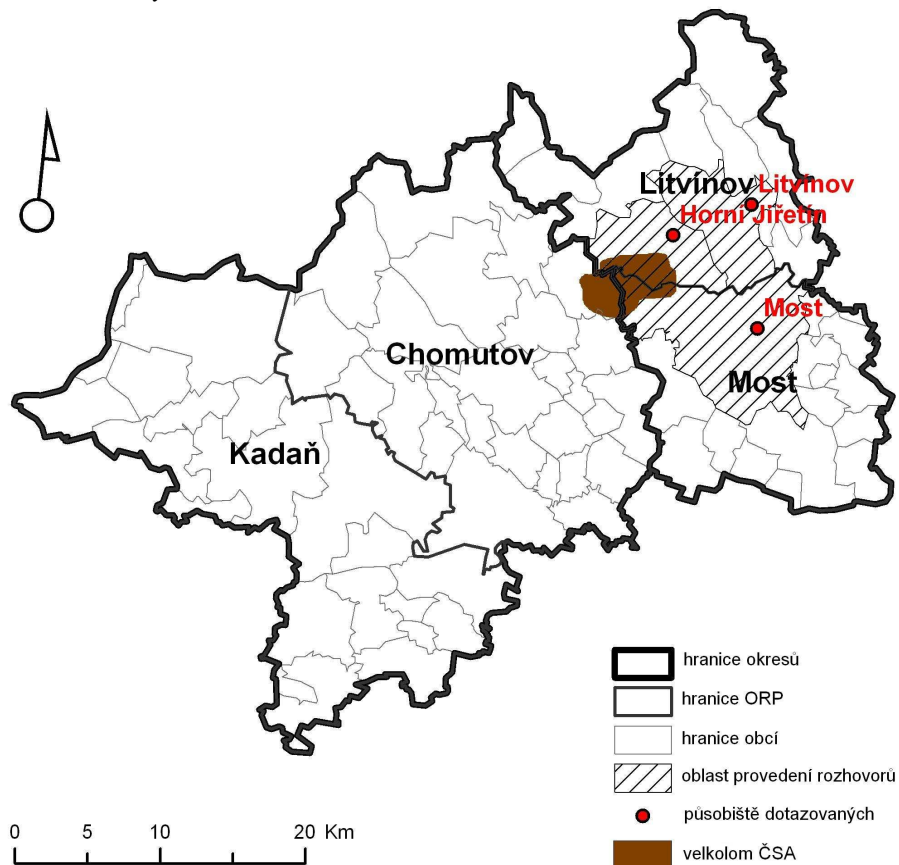 Litvínov
Litvínov
Horní Jiřetín
Most
Chomutov
Most
Kadaň
hranice okresů
hranice ORP
hranice obcí
oblast provedení rozhovorů
působiště dotazovaných
velkolom ČSA
0 5 10 20 Km